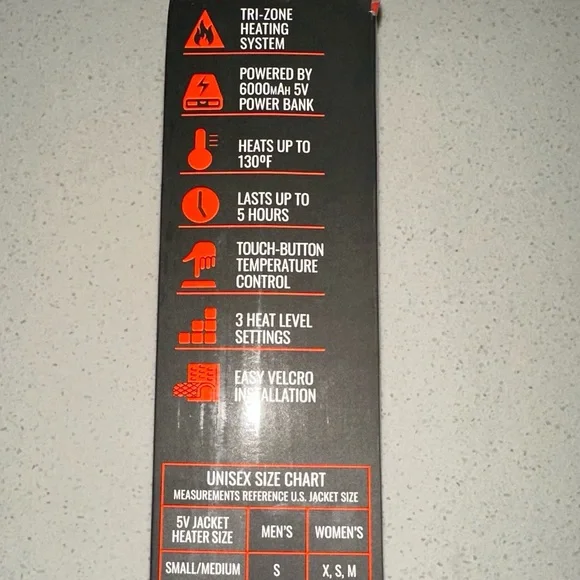 TRI-ZONE
HEATING
SYSTEM
POWERED BY
6000MAH 5V
POWER BANK
HEATS UP TO
130ºF
LASTS UP TO
5 HOURS
TOUCH-BUTTON
TEMPERATURE
CONTROL
3 HEAT LEVEL
SETTINGS
EASY VELCRO
INSTALLATION
UNISEX SIZE CHART
MEASUREMENTS REFERENCE U.S. JACKET SIZE
5V JACKET
HEATER SIZE
MEN'S
WOMEN'S
SMALL/MEDIUM
S
X, S, M